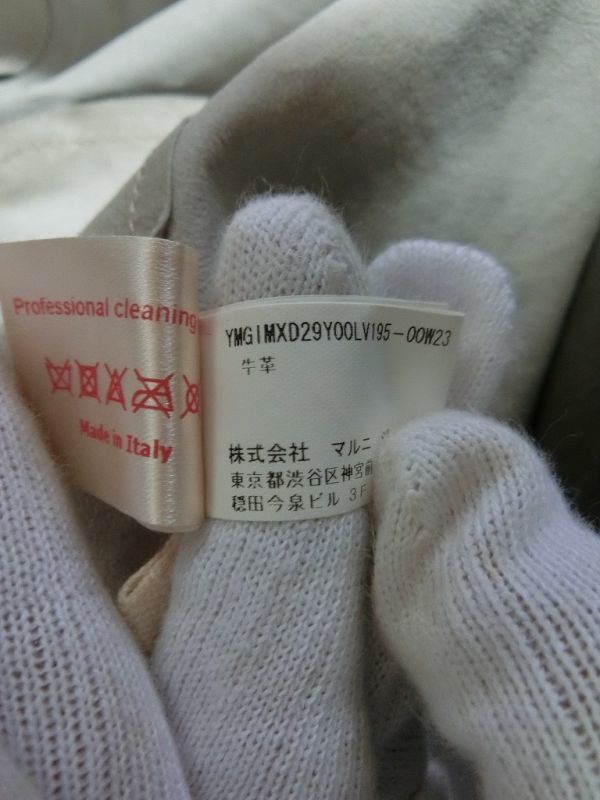 Professional cleaning
Made in Italy
YMGIMXD29Y00LV195-00W23
牛革
株式会社 マルニ
東京都渋谷区神宮前
穏田今泉ビル 3F